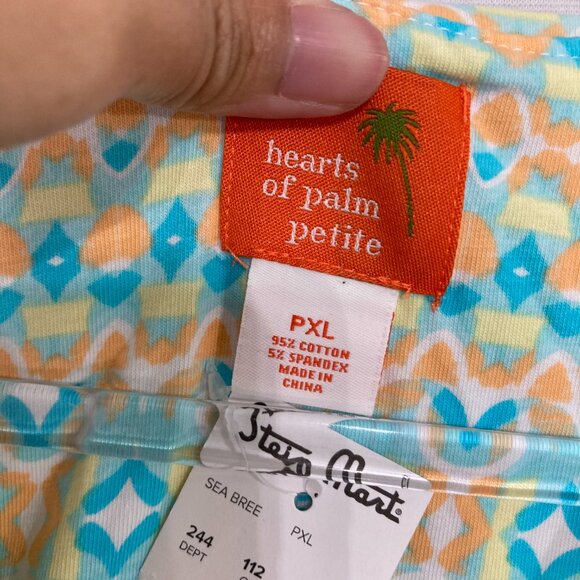 hearts
of palm
petite
PXL
95% COTTON
5% SPANDEX
MADE IN
CHINA
Stein Mart®
SEA BREE PXL
244 112
DEPT